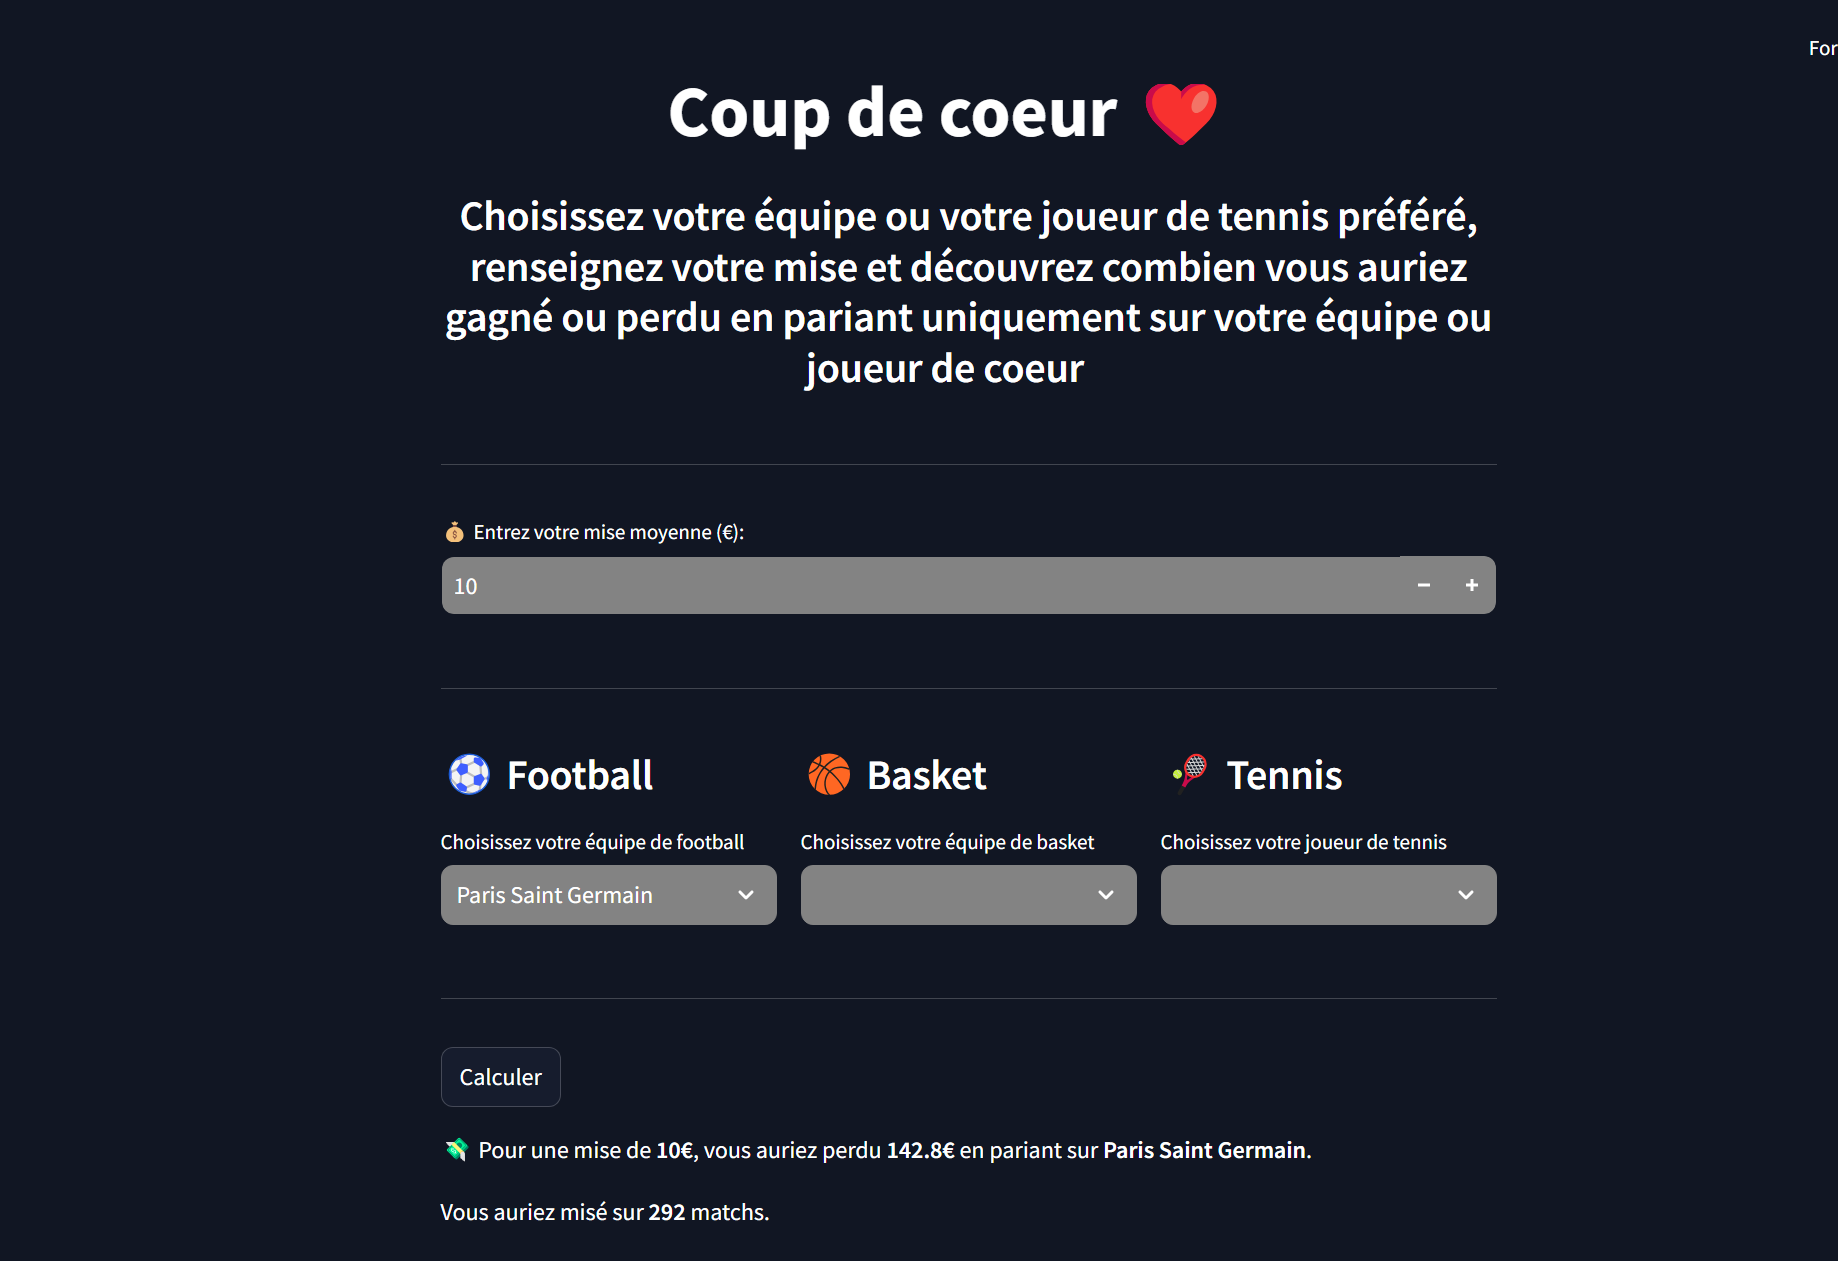 For
Coup de coeur
Choisissez votre équipe ou votre joueur de tennis préféré,
renseignez votre mise et découvrez combien vous auriez
gagné ou perdu en pariant uniquement sur votre équipe ou
joueur de coeur
Entrez votre mise moyenne (€):
10
Football
Basket
Tennis
Choisissez votre équipe de football
Choisissez votre équipe de basket
Choisissez votre joueur de tennis
Paris Saint Germain
Calculer
Pour une mise de 10€, vous auriez perdu 142.8€ en pariant sur Paris Saint Germain.
Vous auriez misé sur 292 matchs.